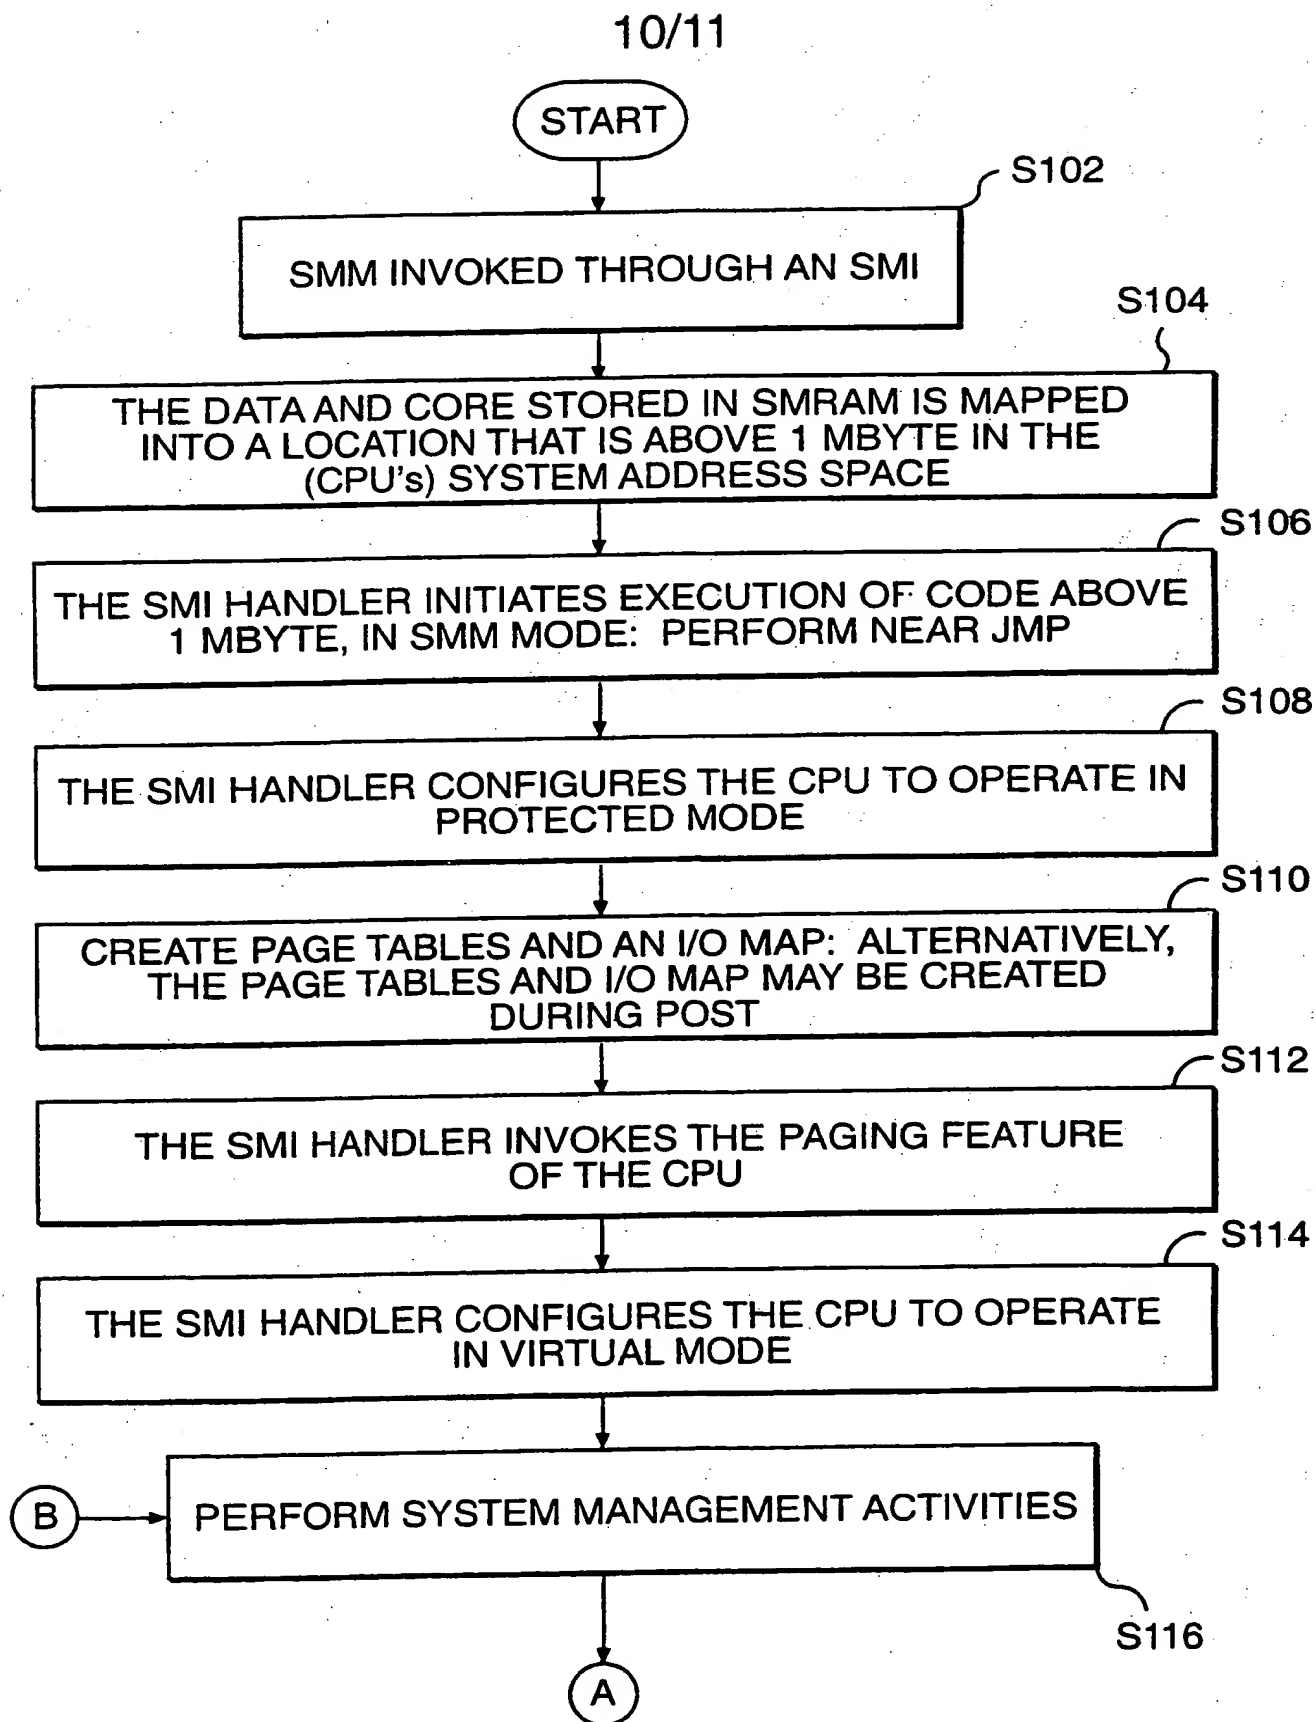 10/11
START
S102
SMM INVOKED THROUGH AN SMI
S104
THE DATA AND CORE STORED IN SMRAM IS MAPPED
INTO A LOCATION THAT IS ABOVE 1 MBYTE IN THE
(CPU's) SYSTEM ADDRESS SPACE
S106
THE SMI HANDLER INITIATES EXECUTION OF CODE ABOVE
1 MBYTE, IN SMM MODE: PERFORM NEAR JMP
S108
THE SMI HANDLER CONFIGURES THE CPU TO OPERATE IN
PROTECTED MODE
S110
CREATE PAGE TABLES AND AN I/O MAP: ALTERNATIVELY,
THE PAGE TABLES AND I/O MAP MAY BE CREATED
DURING POST
S112
THE SMI HANDLER INVOKES THE PAGING FEATURE
OF THE CPU
S114
THE SMI HANDLER CONFIGURES THE CPU TO OPERATE
IN VIRTUAL MODE
B
PERFORM SYSTEM MANAGEMENT ACTIVITIES
S116
A